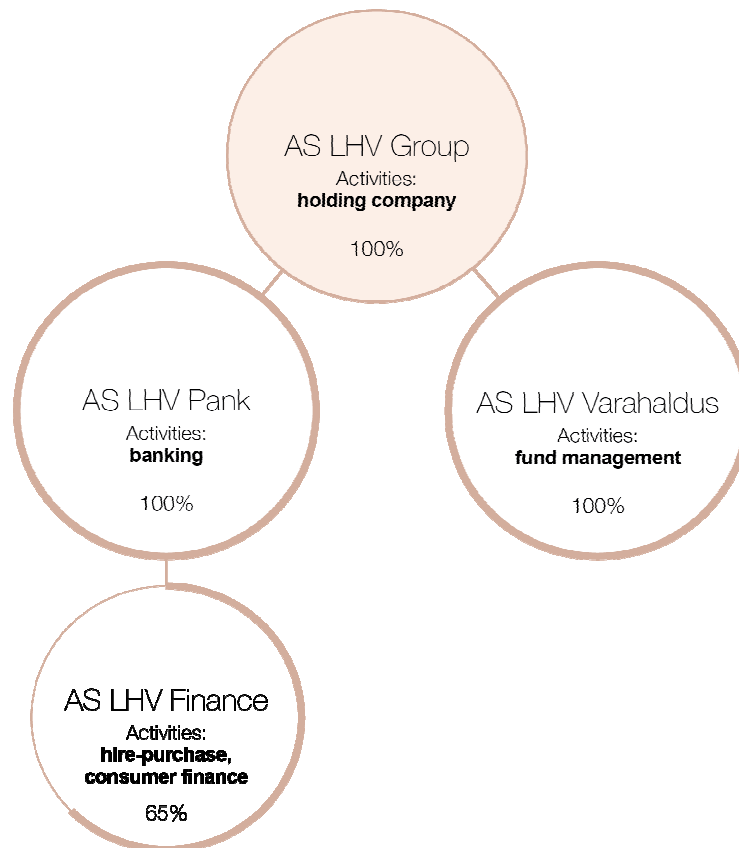 AS LHV Group
Activities:
holding company
100%
AS LHV Pank
Activities:
banking
100%
AS LHV Varahaldus
Activities:
fund management
100%
AS LHV Finance
Activities:
hire-purchase,
consumer finance
65%